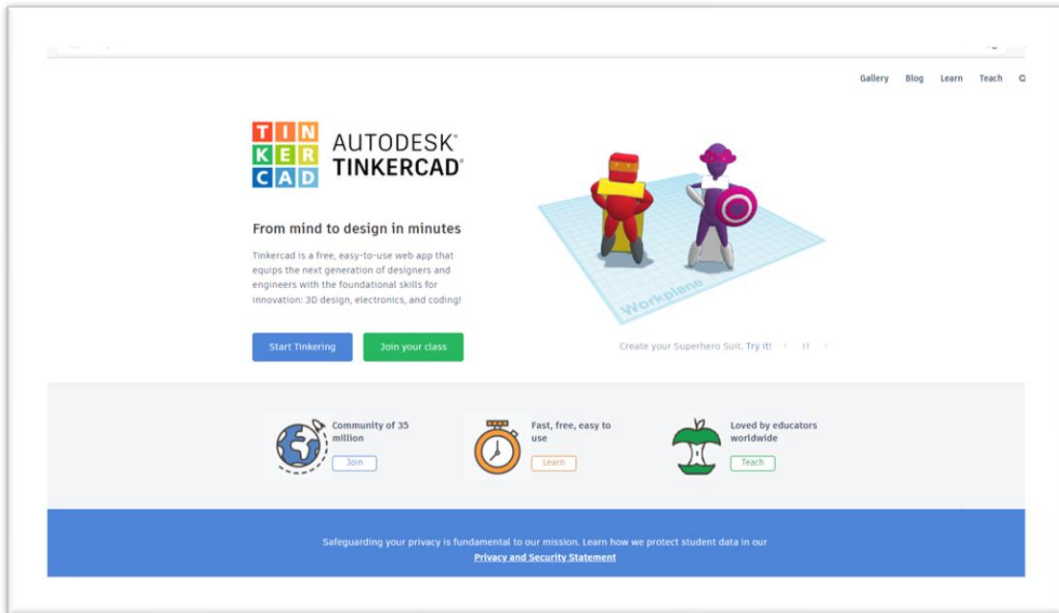 Gallery Blog Learn Teach
TIN
KER
CAD
AUTODESK®
TINKERCAD®
From mind to design in minutes
Tinkercad is a free, easy-to-use web app that
equips the next generation of designers and
engineers with the foundational skills for
innovation: 3D design, electronics, and coding!
Start Tinkering Join your class
Workplane
Create your Superhero Suit. Try it!
Community of 35
million
Join
Fast, free, easy to
use
Learn
Loved by educators
worldwide
Teach
Safeguarding your privacy is fundamental to our mission. Learn how we protect student data in our
Privacy and Security Statement